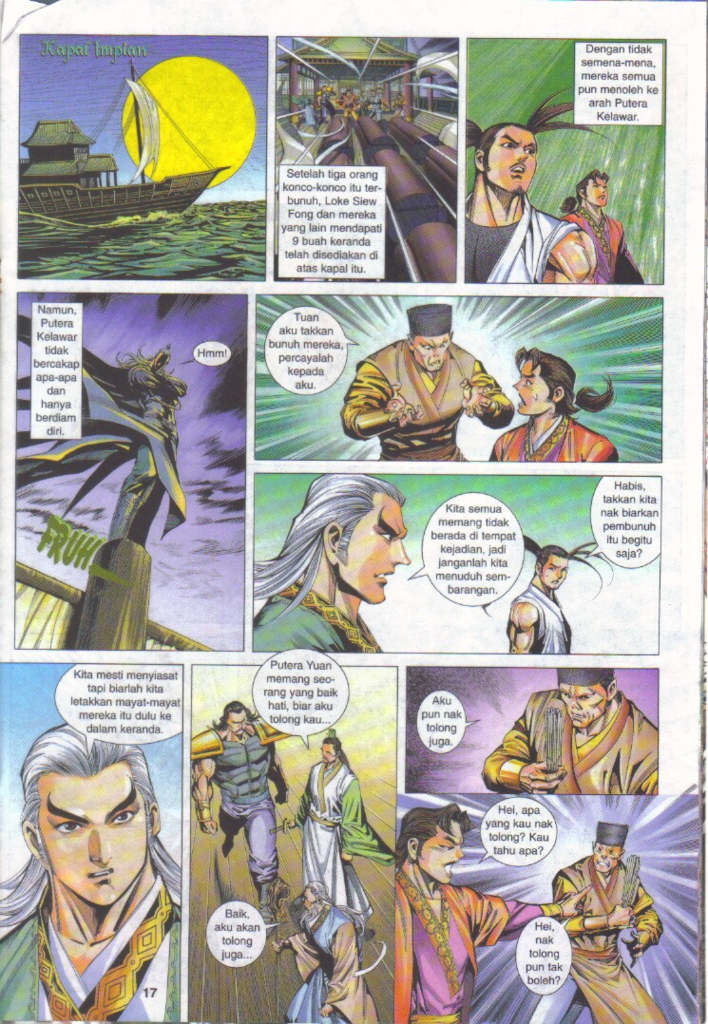 Kapal Impian
Setelah tiga orang
konco-konco itu ter-
bunuh, Loke Siew
Fong dan mereka
yang lain mendapati
9 buah keranda
telah disediakan di
atas kapal itu.
Dengan tidak
semena-mena,
mereka semua
pun menoleh ke
arah Putera
Kelawar.
Namun,
Putera
Kelawar
tidak
bercakap
apa-apa
dan
hanya
berdiam
diri.
Hmm!
FRUH!
Tuan
aku takkan
bunuh mereka,
percayalah
kepada
aku.
Kita semua
memang tidak
berada di tempat
kejadian, jadi
janganlah kita
menuduh sem-
barangan.
Habis,
takkan kita
nak biarkan
pembunuh
itu begitu
saja?
Kita mesti menyiasat
tapi biarlah kita
letakkan mayat-mayat
mereka itu dulu ke
dalam keranda.
17
Putera Yuan
memang seo-
rang yang baik
hati, biar aku
tolong kau...
Baik,
aku akan
tolong
juga...
Aku
pun nak
tolong
juga.
Hei, apa
yang kau nak
tolong? Kau
tahu apa?
Hei,
nak
tolong
pun tak
boleh?